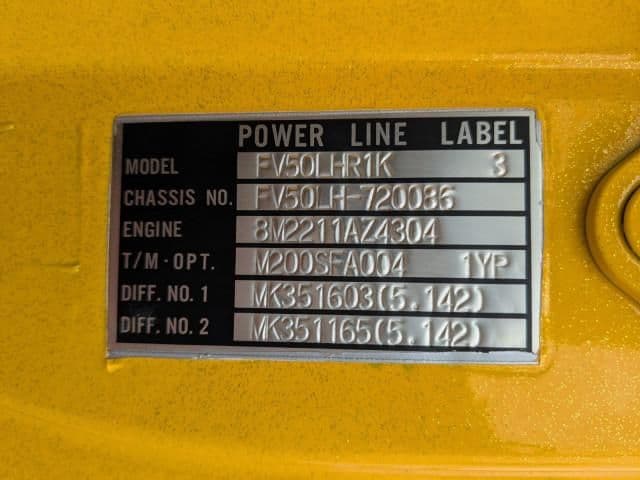 POWER LINE LABEL
MODEL FV50LHR1K 3
CHASSIS NO. FV50LH-720086
ENGINE 8M2211AZ4304
T/M-OPT. M200SFA004 1YP
DIFF. NO. 1 MK351603(5.142)
DIFF. NO. 2 MK351165(5.142)